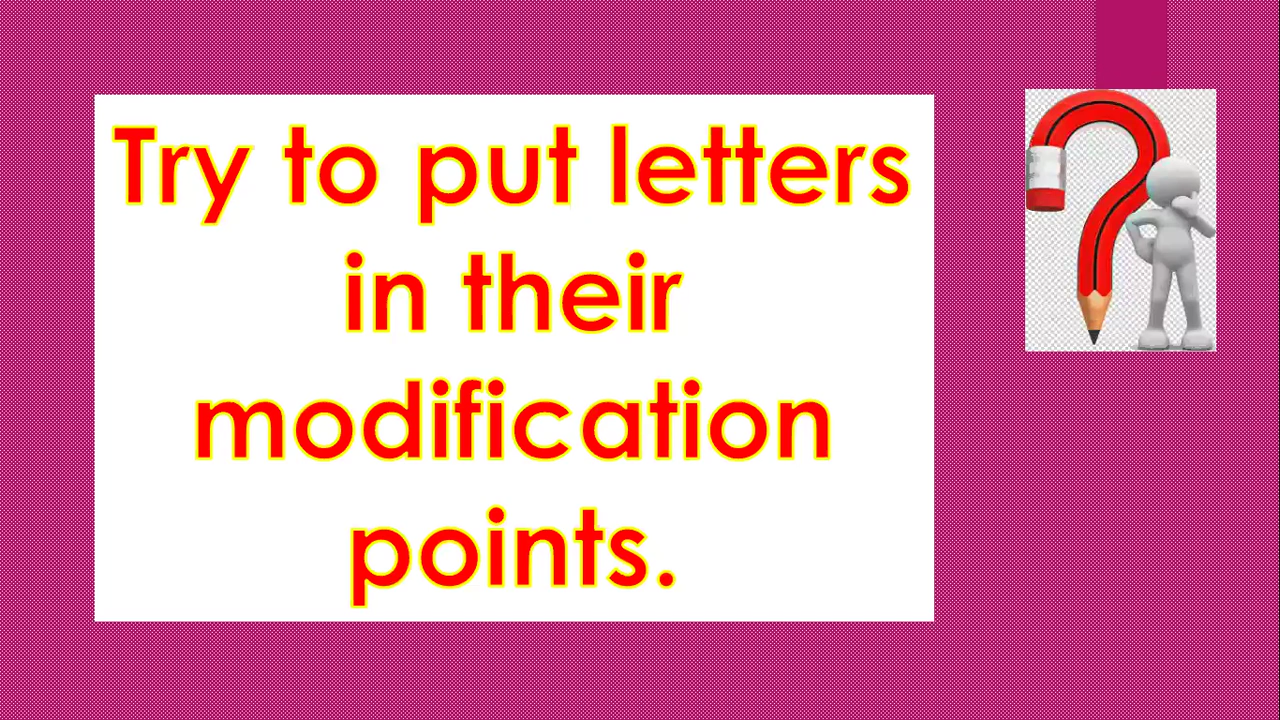 Try to put letters
in their
modification
points.